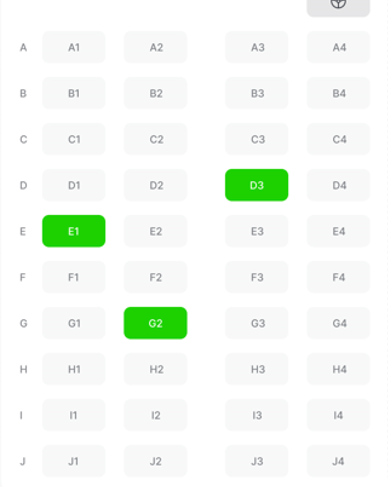 A A1 A2 A3 A4
B B1 B2 B3 B4
C C1 C2 C3 C4
D D1 D2 D3 D4
E E1 E2 E3 E4
F F1 F2 F3 F4
G G1 G2 G3 G4
H H1 H2 H3 H4
I I1 I2 I3 I4
J J1 J2 J3 J4